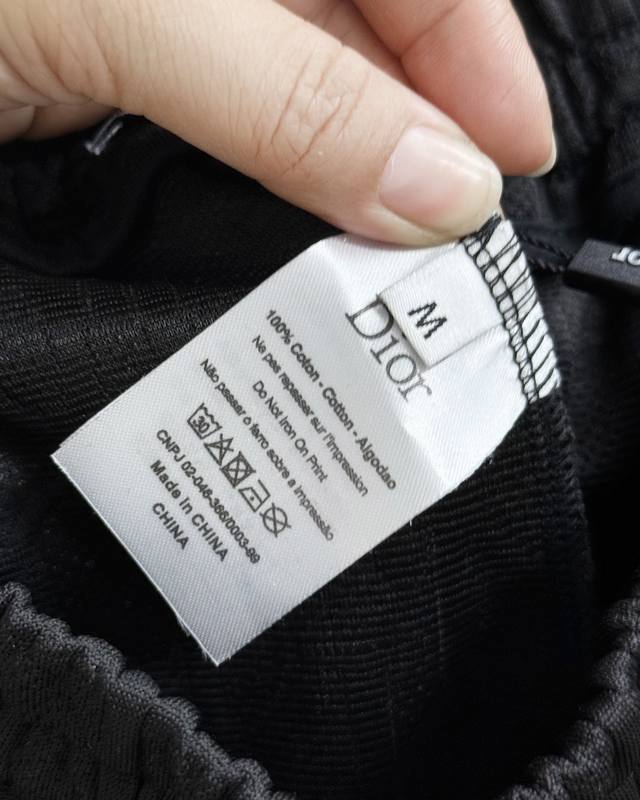 M
Dior
100% Coton - Cotton - Algodao
Ne pas repasser sur l'impression
Do Not Iron On Print
Não passar o ferro sobre a impressão
30
CNPJ 02-046-366/0003-99
Made in CHINA
CHINA